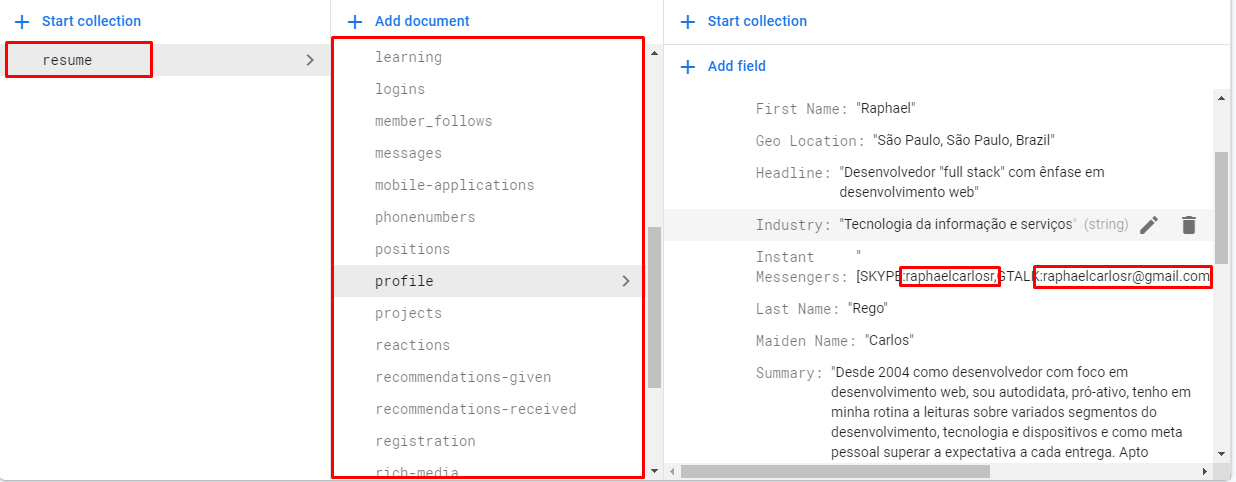 Start collection
resume
Add document
learning
logins
member_follows
messages
mobile-applications
phonenumbers
positions
profile
projects
reactions
recommendations-given
recommendations-received
registration
rich-media
Start collection
Add field
First Name: "Raphael"
Geo Location: "São Paulo, São Paulo, Brazil"
Headline: "Desenvolvedor "full stack" com ênfase em
desenvolvimento web"
Industry: "Tecnologia da informação e serviços" (string)
Instant "
Messengers: [SKYPE:raphaelcarlosr,GTALK:raphaelcarlosr@gmail.com
Last Name: "Rego"
Maiden Name: "Carlos"
Summary: "Desde 2004 como desenvolvedor com foco em
desenvolvimento web, sou autodidata, pró-ativo, tenho em
minha rotina a leituras sobre variados segmentos do
desenvolvimento, tecnologia e dispositivos e como meta
pessoal superar a expectativa a cada entrega. Apto